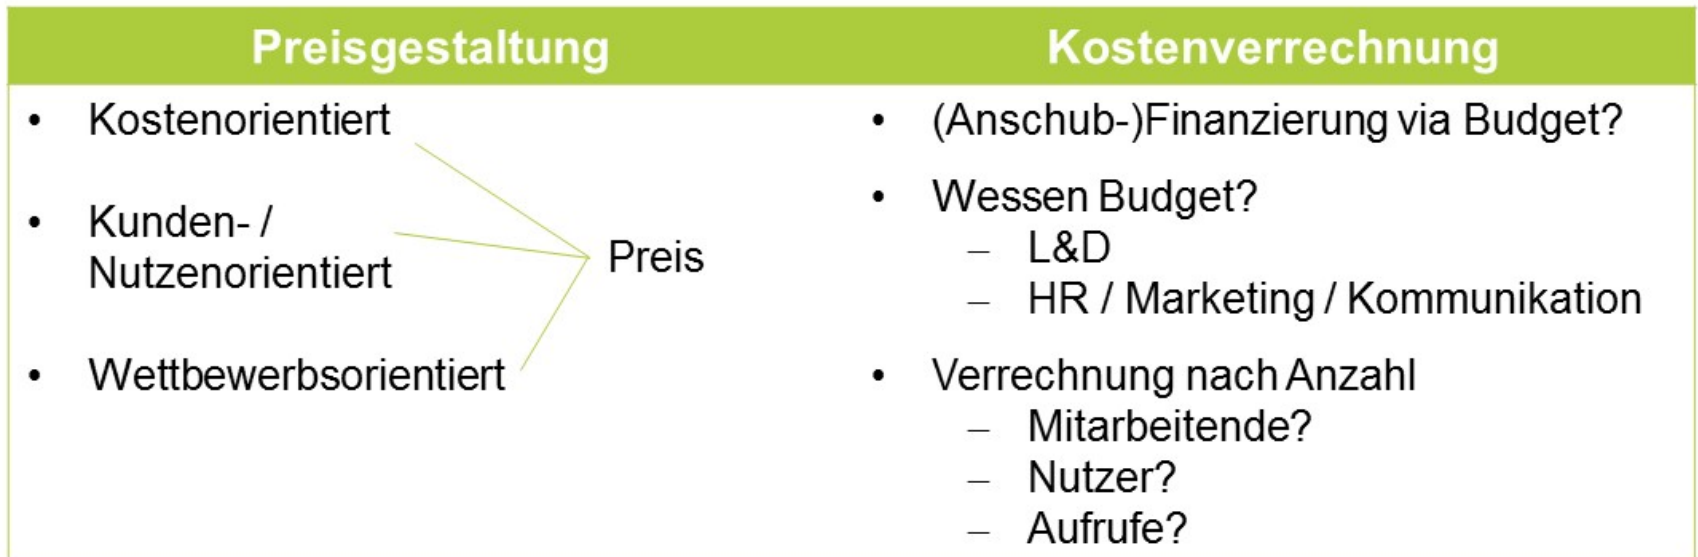 Preisgestaltung
• Kostenorientiert
• Kunden- /
Nutzenorientiert
• Wettbewerbsorientiert
Preis
Kostenverrechnung
• (Anschub-)Finanzierung via Budget?
• Wessen Budget?
– L&D
– HR / Marketing / Kommunikation
• Verrechnung nach Anzahl
– Mitarbeitende?
– Nutzer?
– Aufrufe?